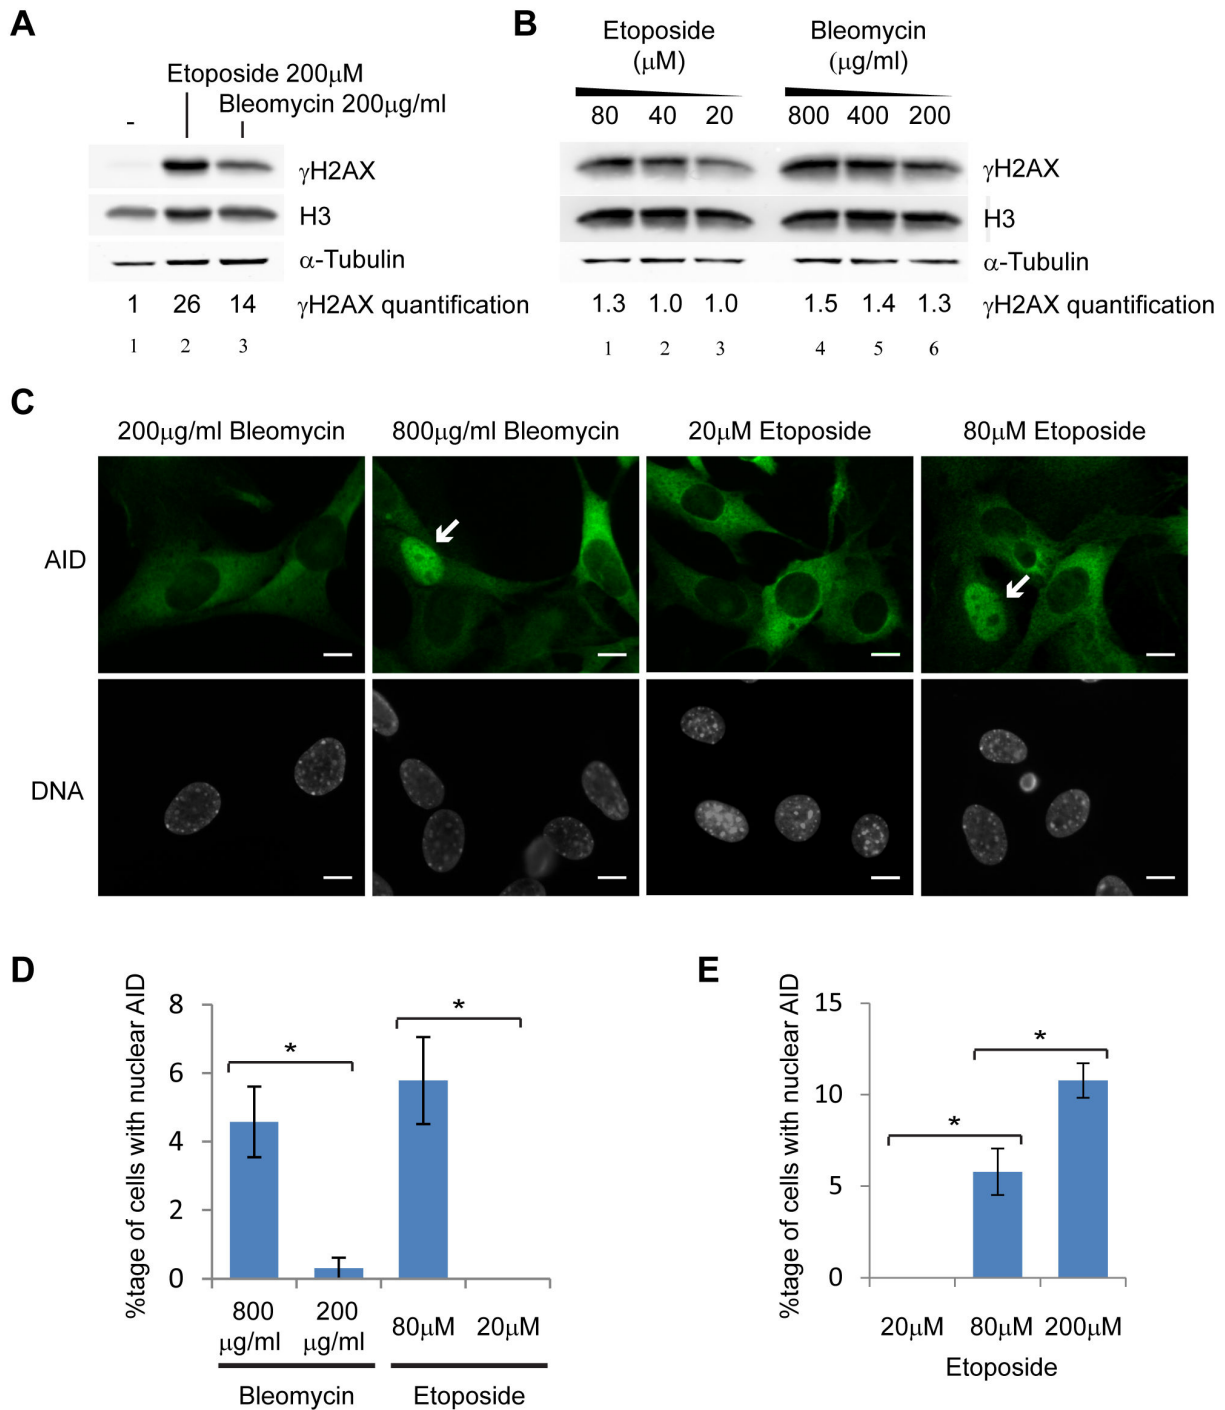 A
Etoposide 200μM
Bleomycin 200μg/ml
-
γH2AX
H3
α-Tubulin
1 26 14 γH2AX quantification
1 2 3
B
Etoposide Bleomycin
(μM) (μg/ml)
80 40 20 800 400 200
γH2AX
H3
α-Tubulin
1.3 1.0 1.0 1.5 1.4 1.3 γH2AX quantification
1 2 3 4 5 6
C
200μg/ml Bleomycin 800μg/ml Bleomycin 20μM Etoposide 80μM Etoposide
AID
DNA
D
%tage of cells with nuclear AID
8
6
4
2
0
* *
800 200 80μM 20μM
μg/ml μg/ml
Bleomycin Etoposide
E
%tage of cells with nuclear AID
15
10
5
0
* *
20μM 80μM 200μM
Etoposide